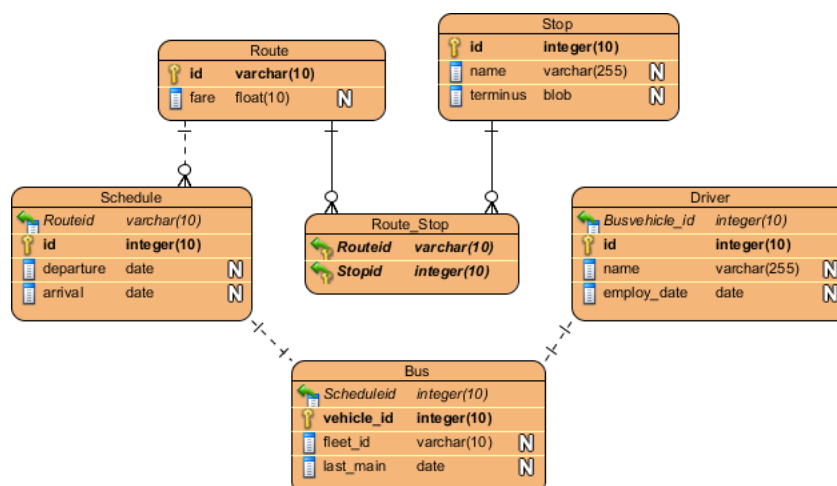 Route
id varchar(10)
fare float(10) N
Stop
id integer(10)
name varchar(255) N
terminus blob N
Schedule
Routeid varchar(10)
id integer(10)
departure date N
arrival date N
Route_Stop
Routeid varchar(10)
Stopid integer(10)
Driver
Busvehicle_id integer(10)
id integer(10)
name varchar(255) N
employ_date date N
Bus
Scheduleid integer(10)
vehicle_id integer(10)
fleet_id varchar(10) N
last_main date N